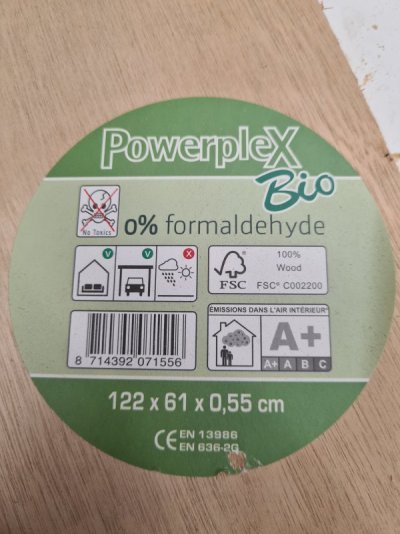 PowerpleX
Bio
No Toxics
0% formaldehyde
V V X
FSC
100%
Wood
FSC® C002200
8 714392 071556
ÉMISSIONS DANS L'AIR INTÉRIEUR*
A+
A+ A B C
122 x 61 x 0,55 cm
CE EN 13986
EN 636-2G